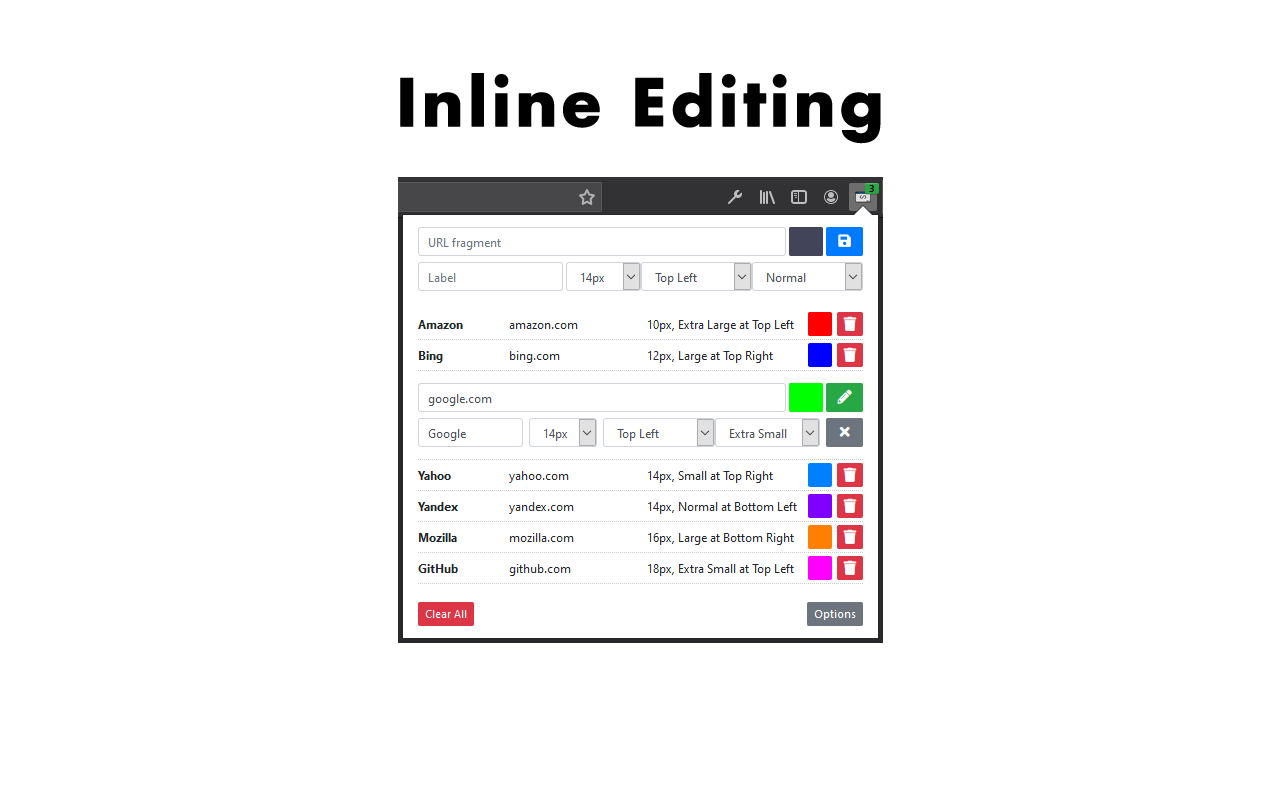 Inline Editing
3
URL fragment
Label 14px Top Left Normal
Amazon amazon.com 10px, Extra Large at Top Left
Bing bing.com 12px, Large at Top Right
google.com
Google 14px Top Left Extra Small
Yahoo yahoo.com 14px, Small at Top Right
Yandex yandex.com 14px, Normal at Bottom Left
Mozilla mozilla.com 16px, Large at Bottom Right
GitHub github.com 18px, Extra Small at Top Left
Clear All Options